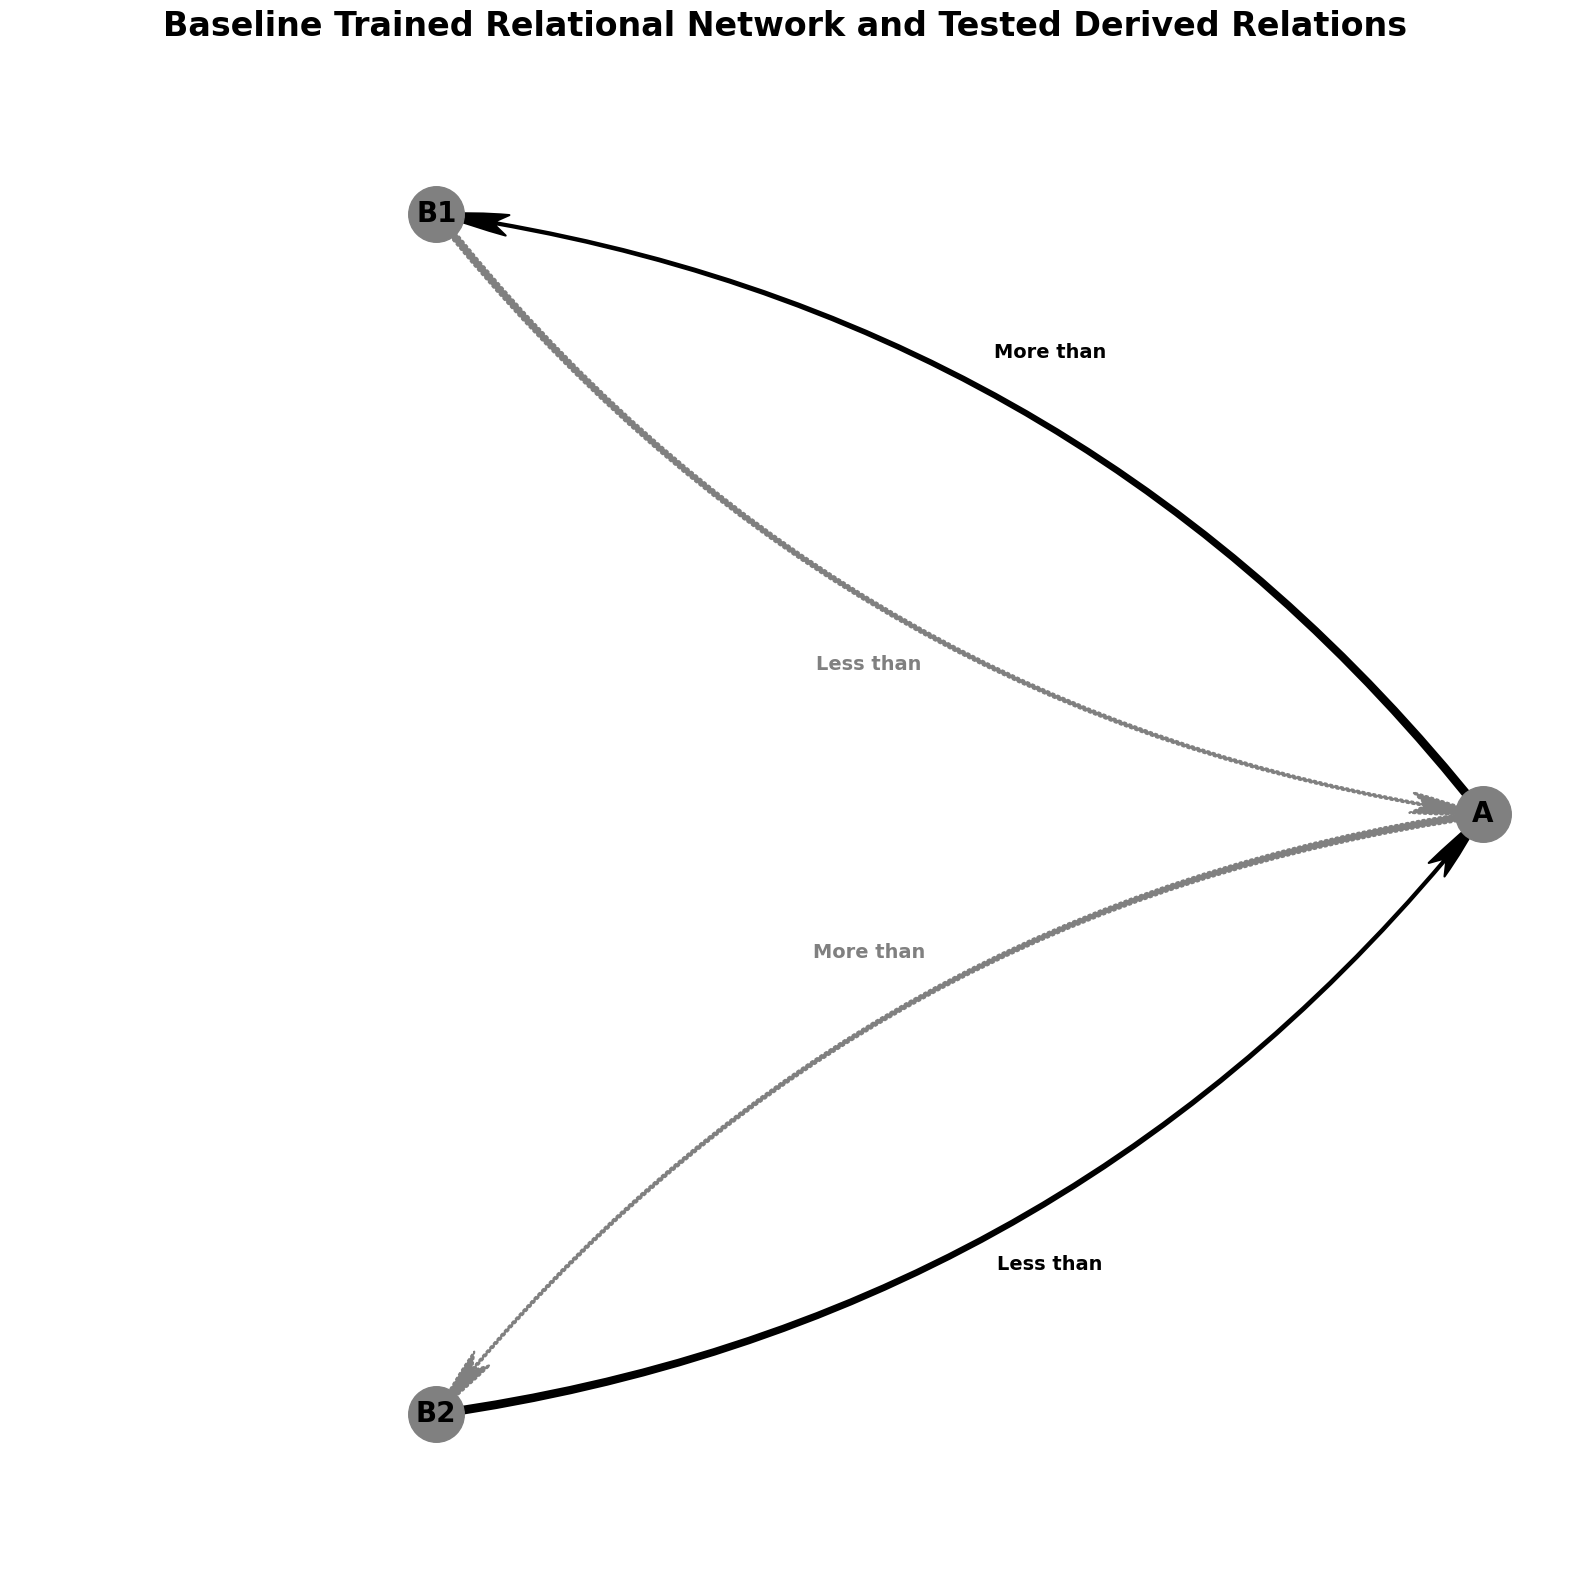 Baseline Trained Relational Network and Tested Derived Relations
B1
More than
Less than
A
More than
Less than
B2